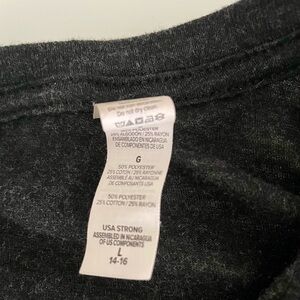 Do not dry clean.
50% POLYESTER
25% ALGODÓN / 25% RAYON
ENSAMBLADO EN NICARAGUA
DE COMPONENTES DE USA
G
50% POLYESTER
25% COTON / 25% RAYONNE
ASSEMBLÉ AU NICARAGUA
DE COMPOSANTS USA
50% POLYESTER
25% COTTON / 25% RAYON
USA STRONG
ASSEMBLED IN NICARAGUA
OF US COMPONENTS
L
14-16